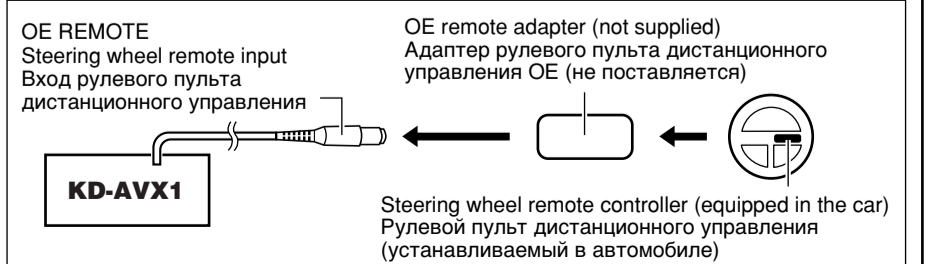 OE REMOTE
Steering wheel remote input
Вход рулевого пульта
дистанционного управления
OE remote adapter (not supplied)
Адаптер рулевого пульта дистанционного
управления OE (не поставляется)
KD-AVX1
Steering wheel remote controller (equipped in the car)
Рулевой пульт дистанционного управления
(устанавливаемый в автомобиле)